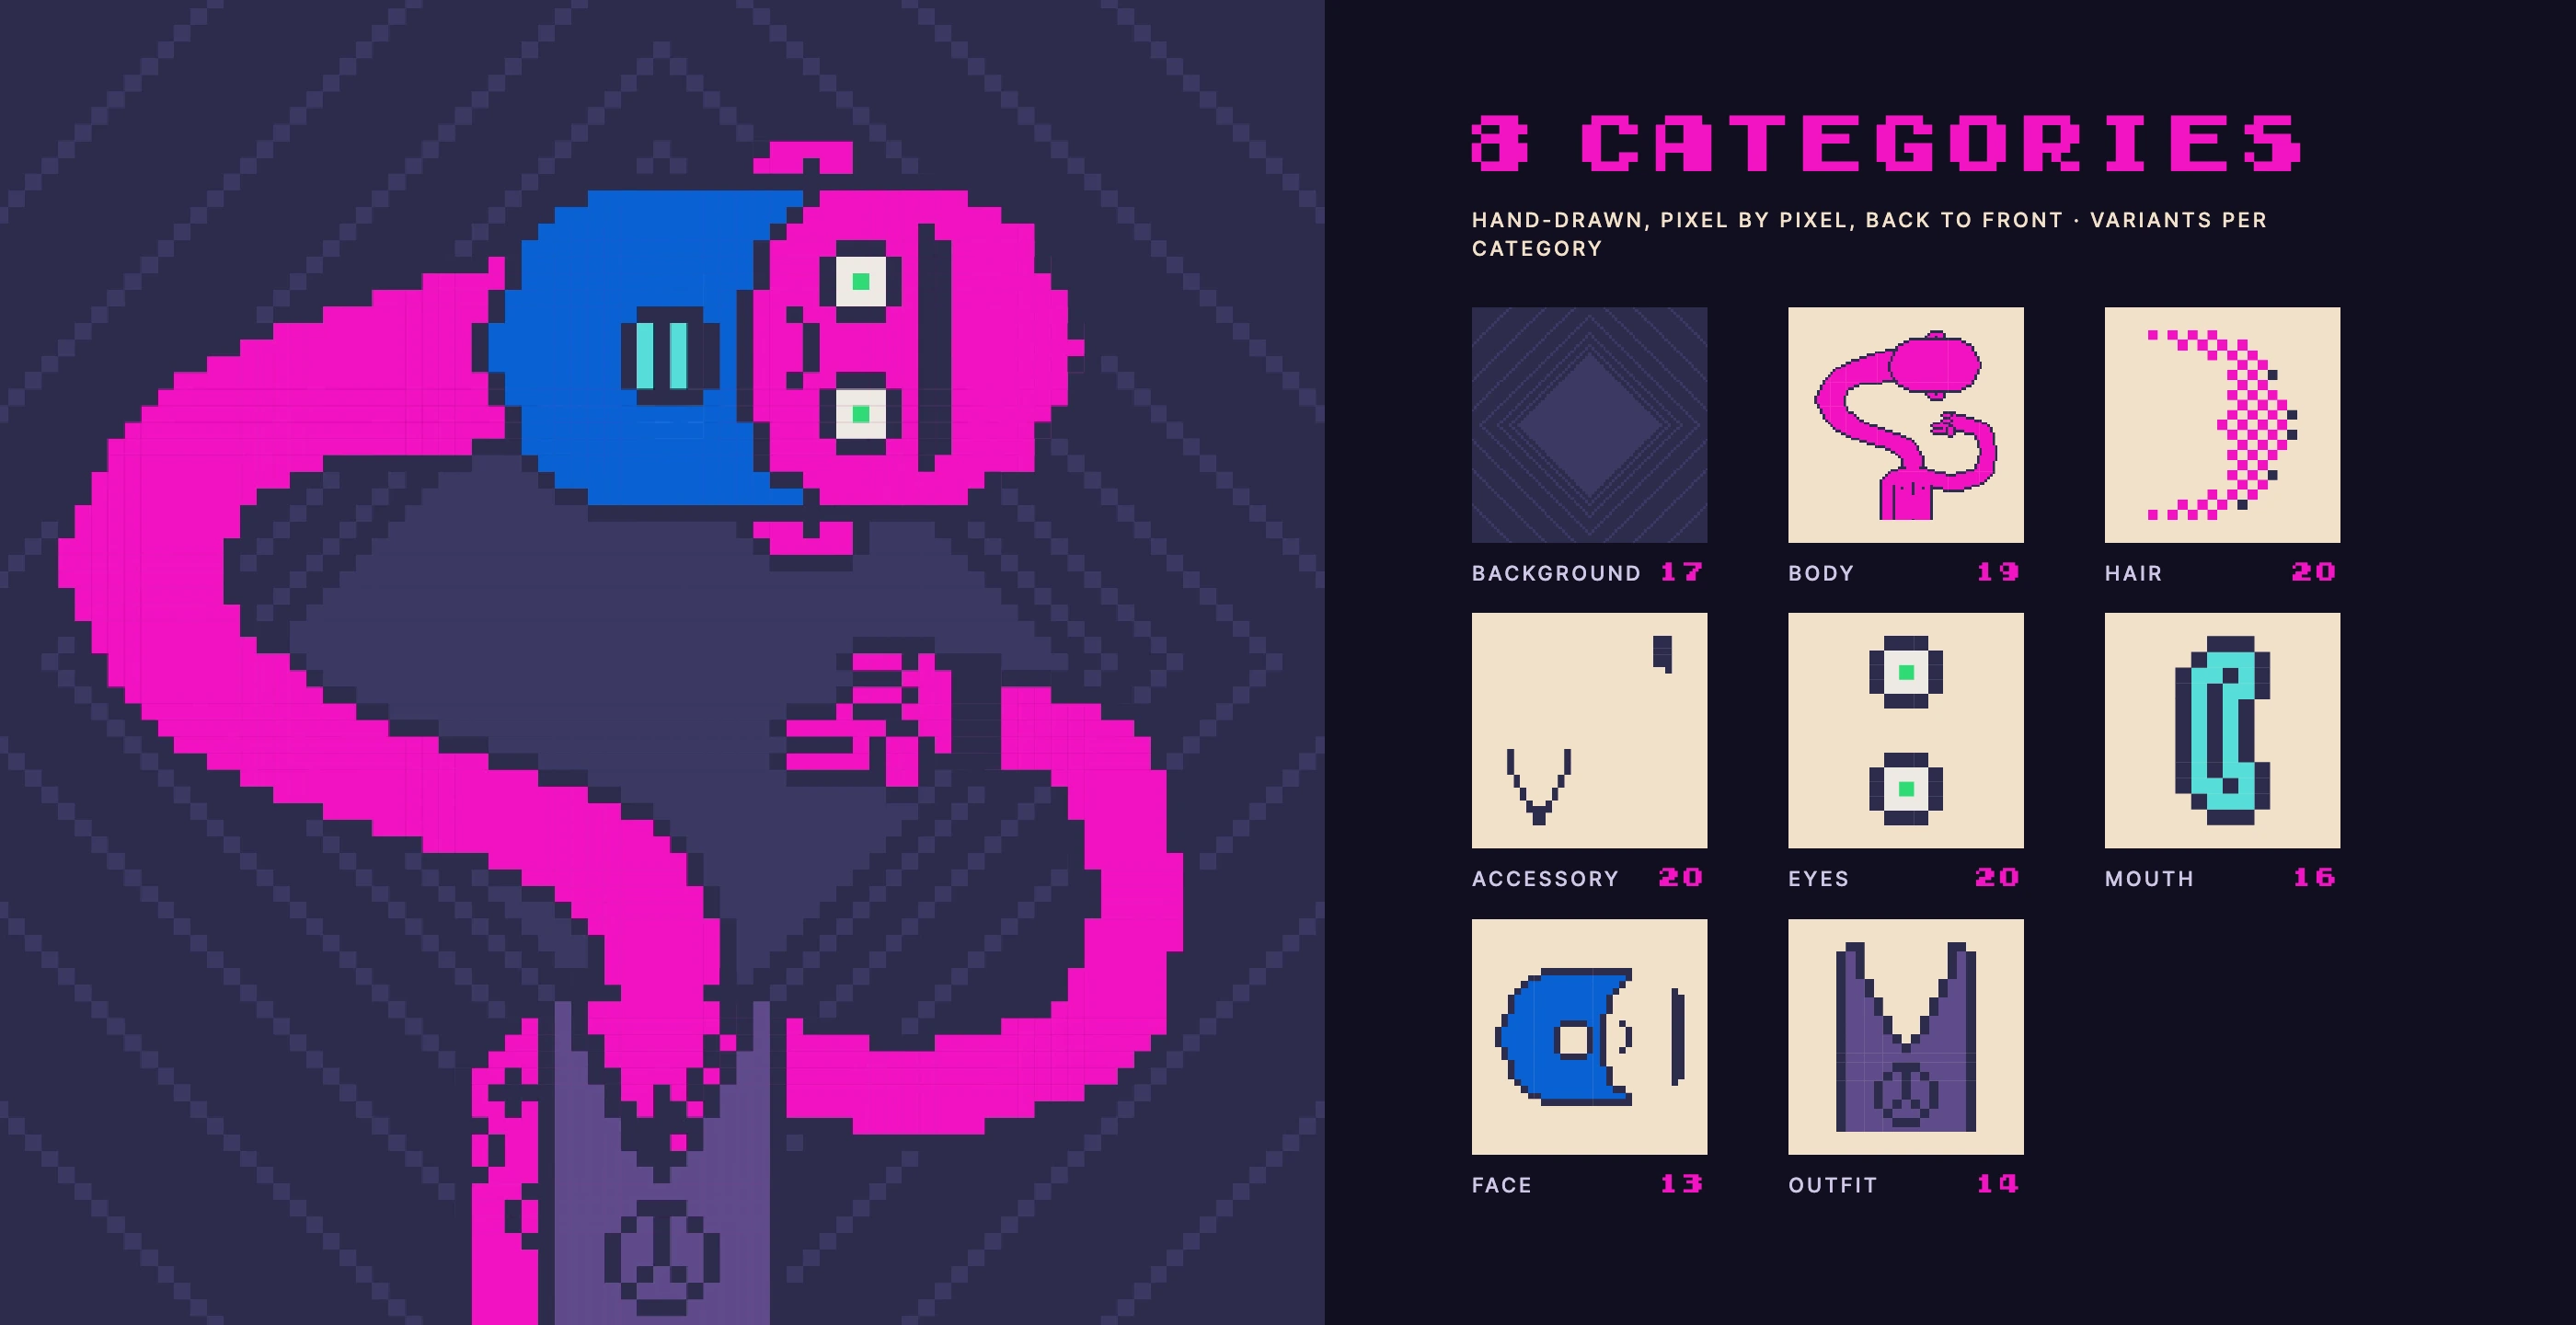 8 CATEGORIES
HAND-DRAWN, PIXEL BY PIXEL, BACK TO FRONT · VARIANTS PER
CATEGORY
BACKGROUND 17
BODY 19
HAIR 20
ACCESSORY 20
EYES 20
MOUTH 16
FACE 13
OUTFIT 14